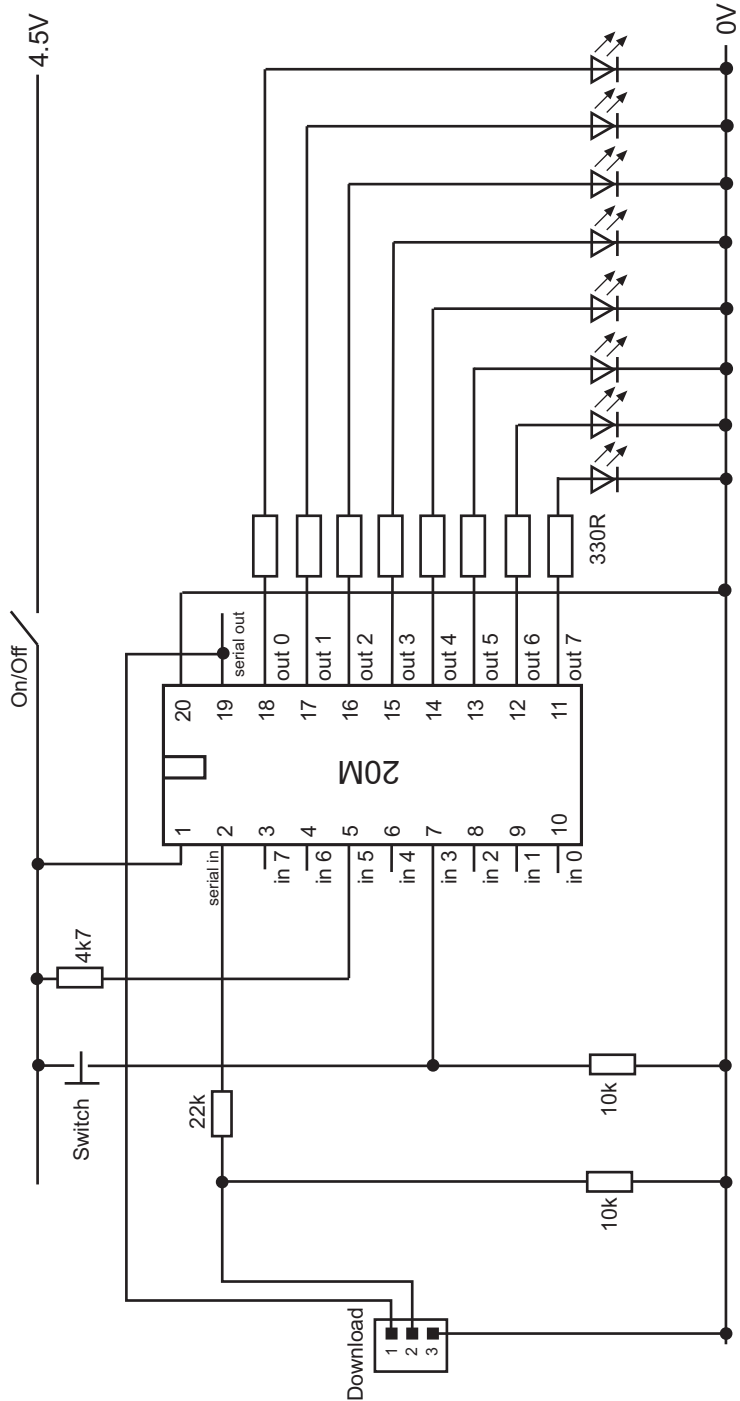 4.5V
On/Off
4k7
Switch
22k
10k
10k
Download
1
2
3
20M
1
2
3
4
5
6
7
8
9
10
serial in
in 7
in 6
in 5
in 4
in 3
in 2
in 1
in 0
20
19
18
17
16
15
14
13
12
11
serial out
out 0
out 1
out 2
out 3
out 4
out 5
out 6
out 7
330R
0V